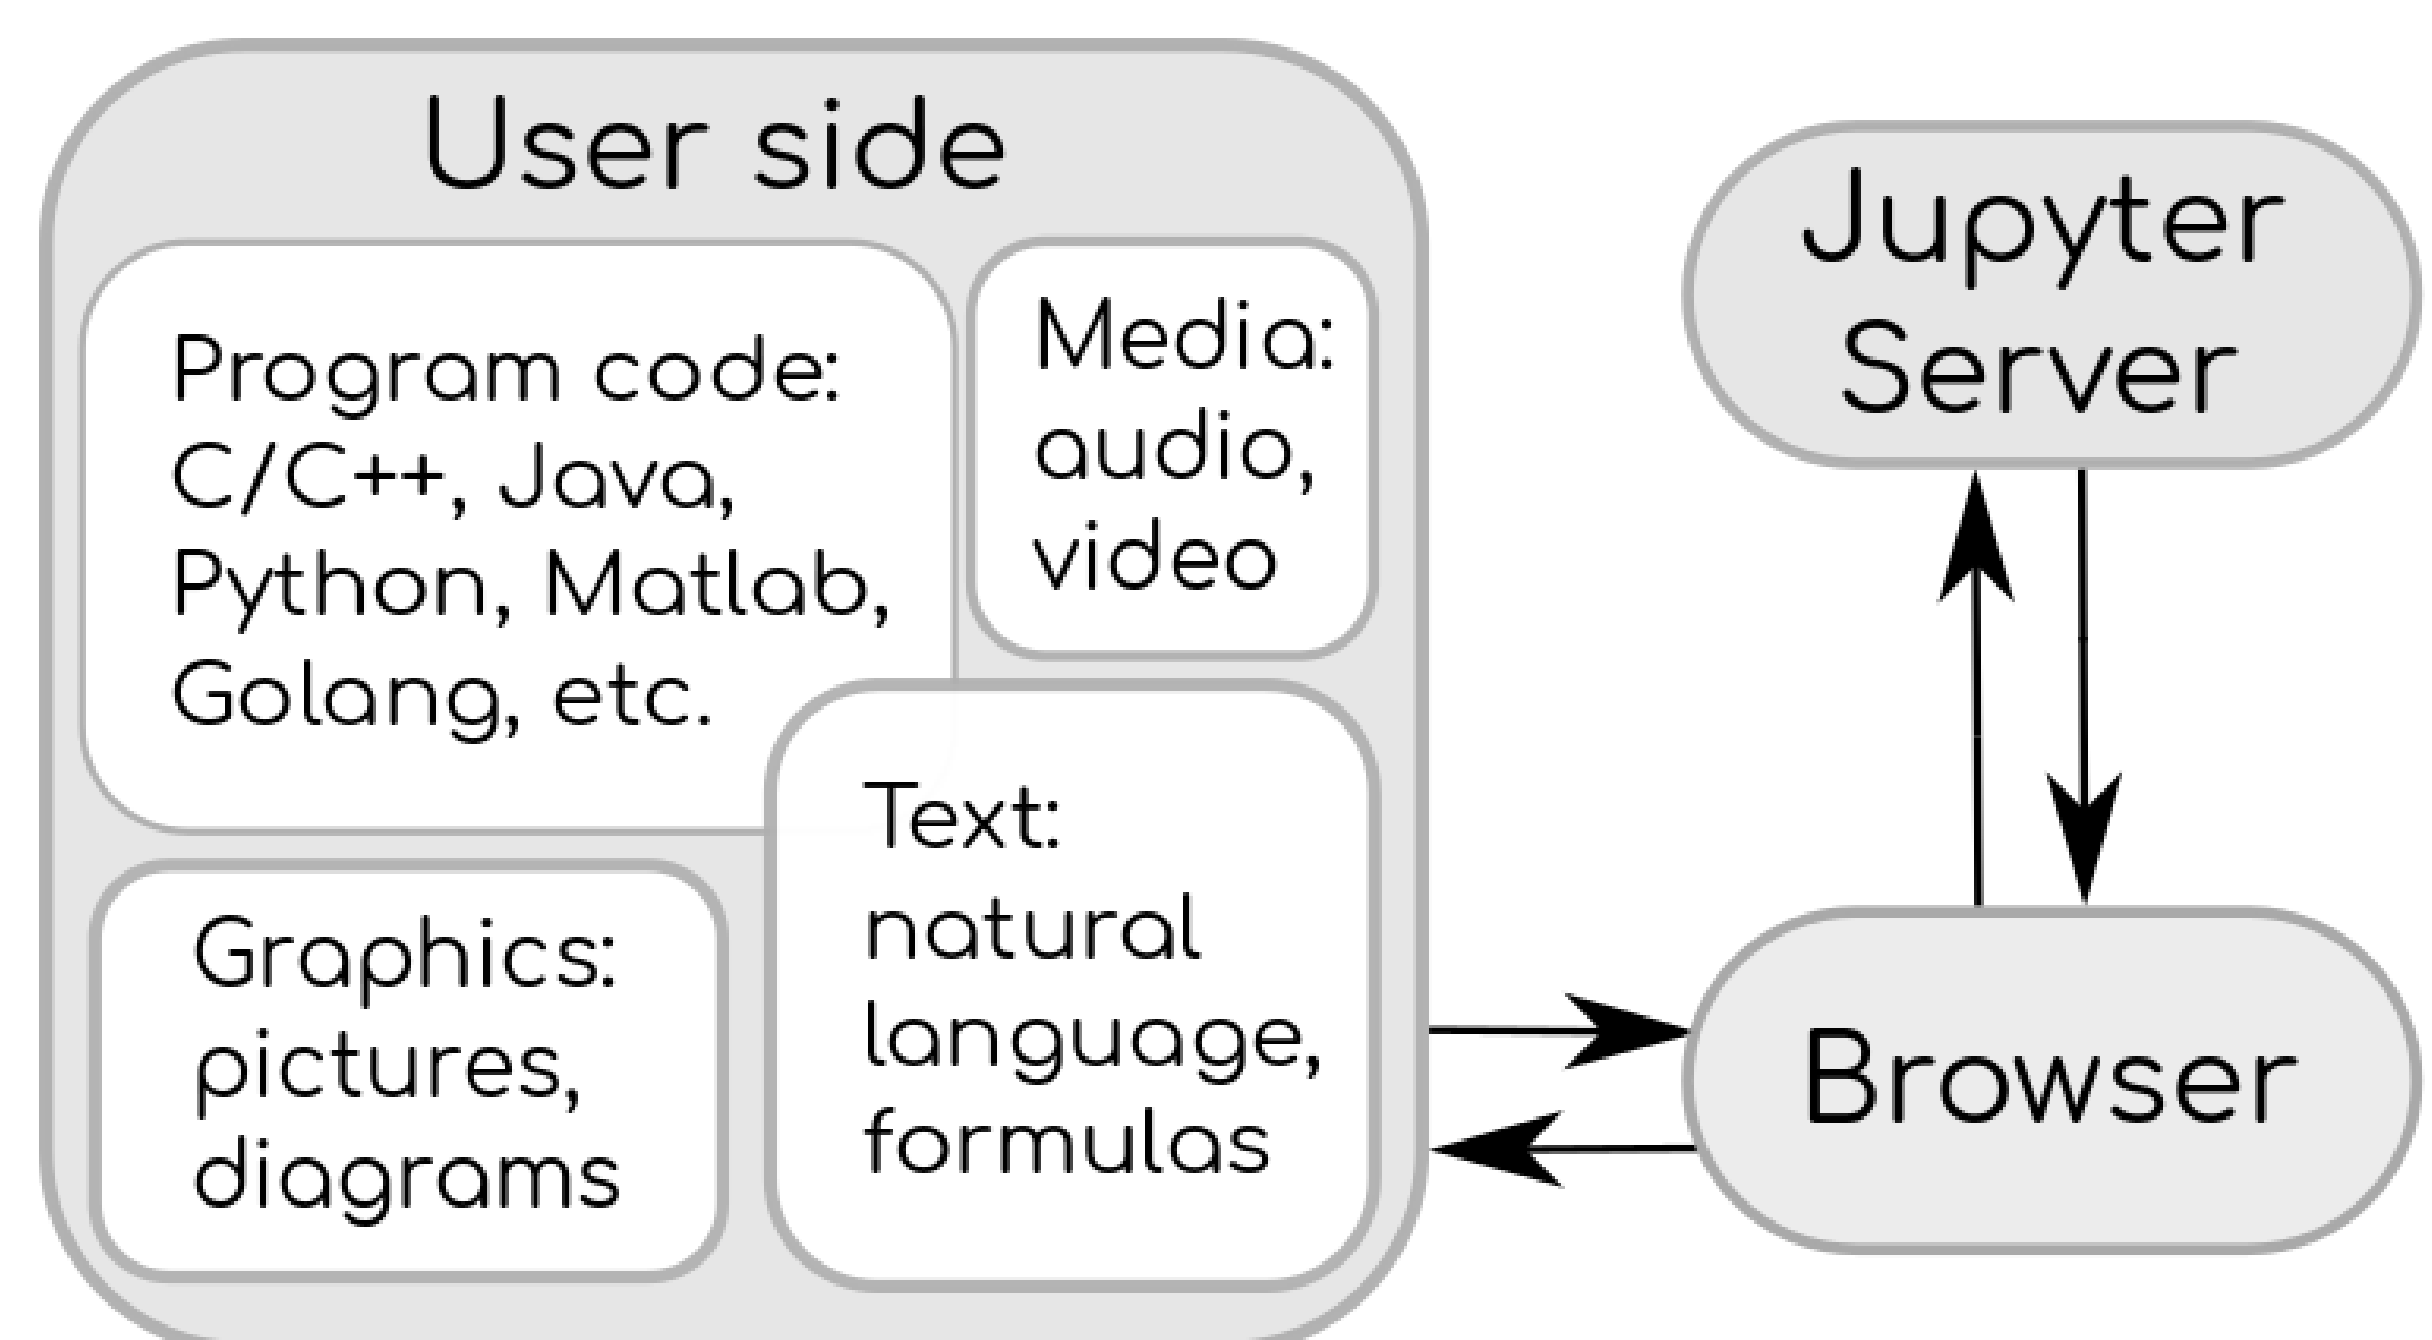 User side
Program code:
C/C++, Java,
Python, Matlab,
Golang, etc.
Media:
audio,
video
Graphics:
pictures,
diagrams
Text:
natural
language,
formulas
Jupyter
Server
Browser